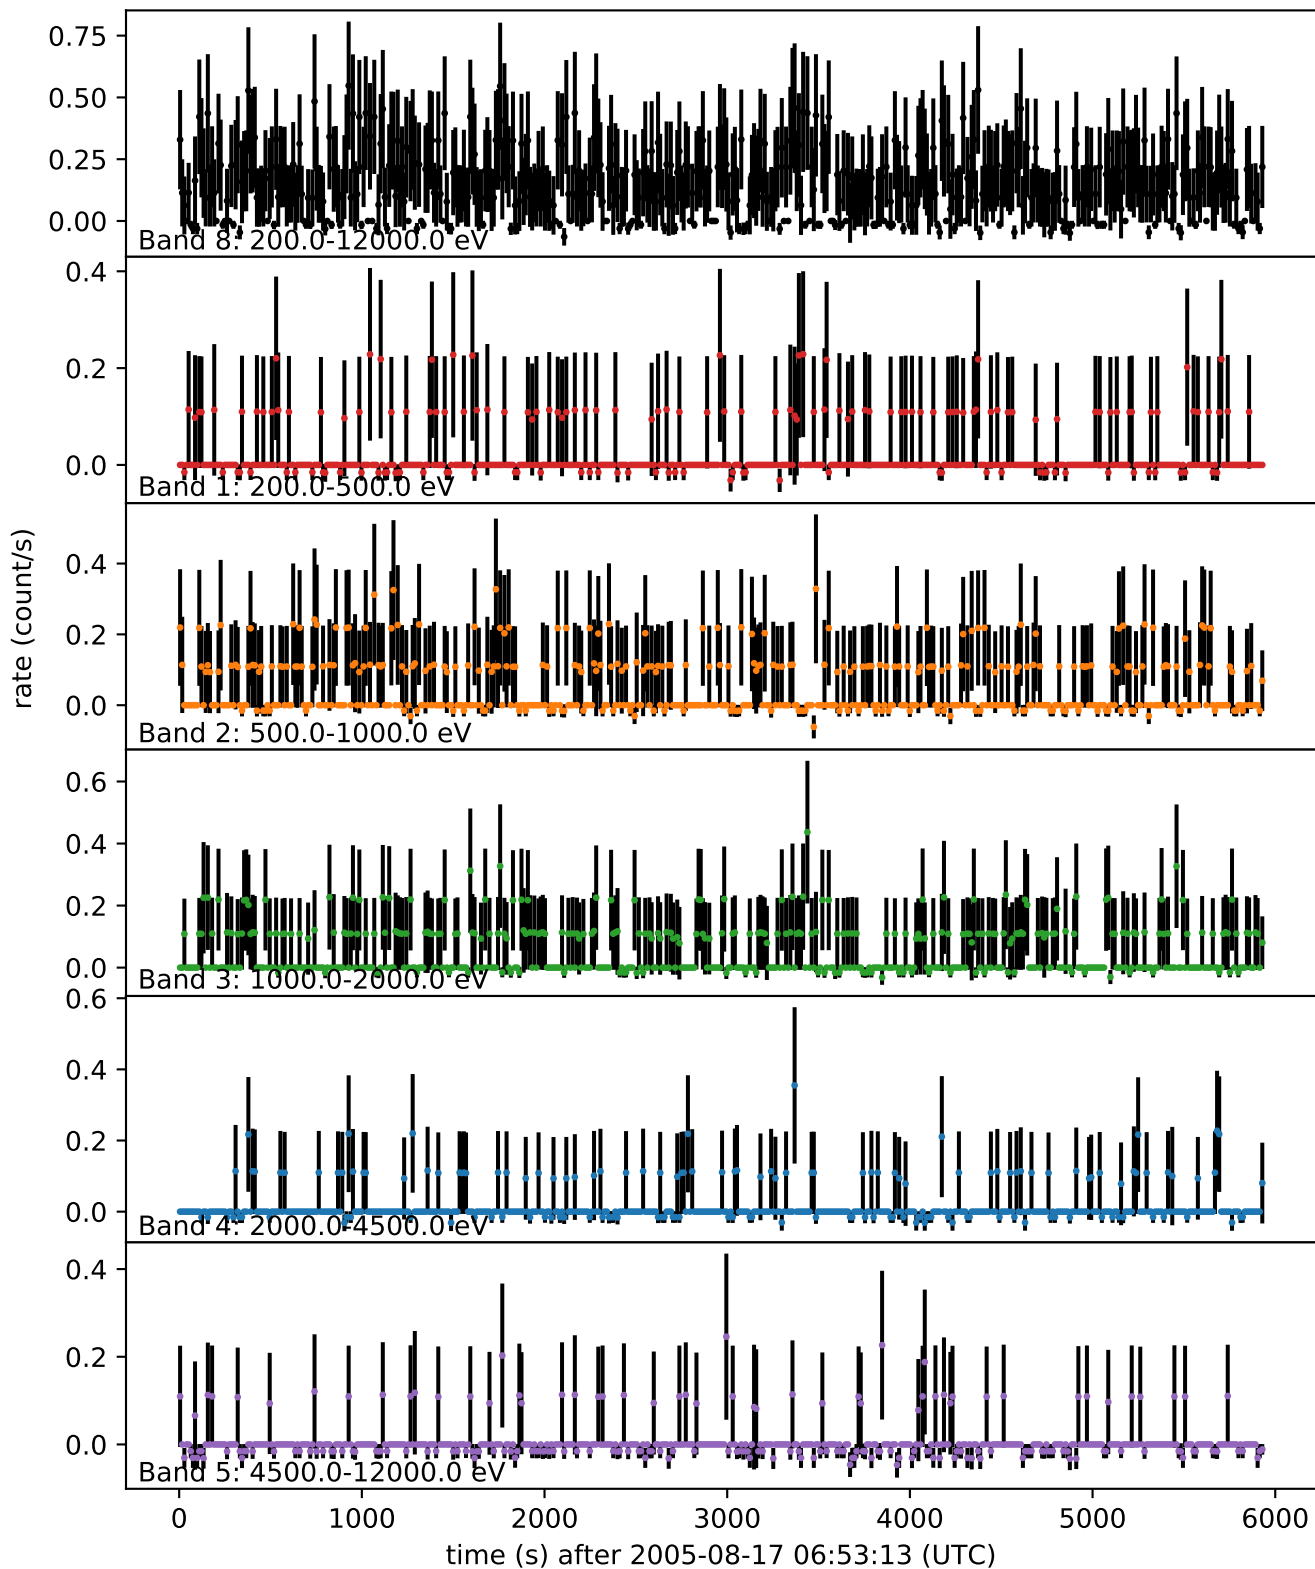 0.75
0.50
0.25
0.00
Band 8: 200.0-12000.0 eV
0.4
0.2
0.0
Band 1: 200.0-500.0 eV
0.4
0.2
0.0
Band 2: 500.0-1000.0 eV
rate (count/s)
0.6
0.4
0.2
0.0
Band 3: 1000.0-2000.0 eV
0.6
0.4
0.2
0.0
Band 4: 2000.0-4500.0 eV
0.4
0.2
0.0
Band 5: 4500.0-12000.0 eV
0 1000 2000 3000 4000 5000 6000
time (s) after 2005-08-17 06:53:13 (UTC)